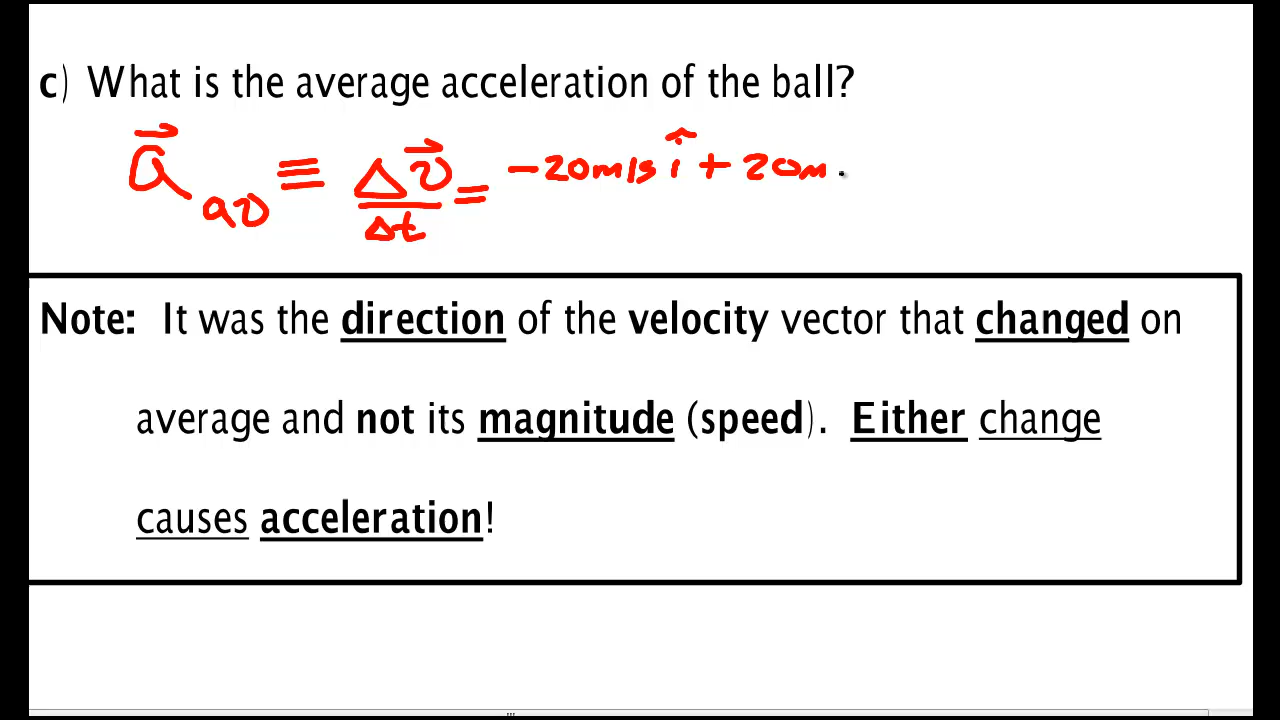 c) What is the average acceleration of the ball?
a⃗ av ≡ Δv⃗/Δt = -20m/s î + 20m
Note: It was the direction of the velocity vector that changed on
average and not its magnitude (speed). Either change
causes acceleration!